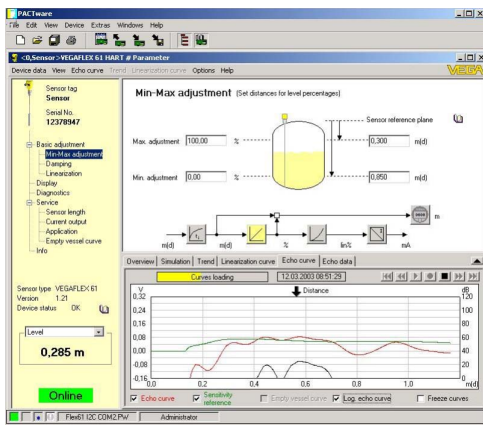 PACTware
File Edit View Device Extras Windows Help
<0,Sensor>VEGAFLEX 61 HART # Parameter
Device data View Echo curve Trend Linearization curve Options Help
VEGA
Sensor tag
Sensor
Serial No.
12378947
Basic adjustment
Min-Max adjustment
Damping
Linearization
Display
Diagnostics
Service
Sensor length
Current output
Application
Empty vessel curve
Info
Sensor type VEGAFLEX 61
Version 1.21
Device status OK
Level
0,285 m
Online
Min-Max adjustment (Set distances for level percentages)
Sensor reference plane
Max. adjustment 100,00 % 0,300 m(d)
Min. adjustment 0,00 % 0,850 m(d)
m
m(d) m(d) % lin% mA
Overview Simulation Trend Linearization curve Echo curve Echo data
Curves loading 12.03.2003 08:51:29
V Distance dB
0,32 120
0,24 100
0,16 80
0,08 60
0,00 40
-0,08 20
-0,16 0
0,0 0,2 0,4 0,6 0,8 1,0 m(d)
Echo curve Sensitivity reference Empty vessel curve Log. echo curve Freeze curves
Flex61 I2C COM2.PW Administrator